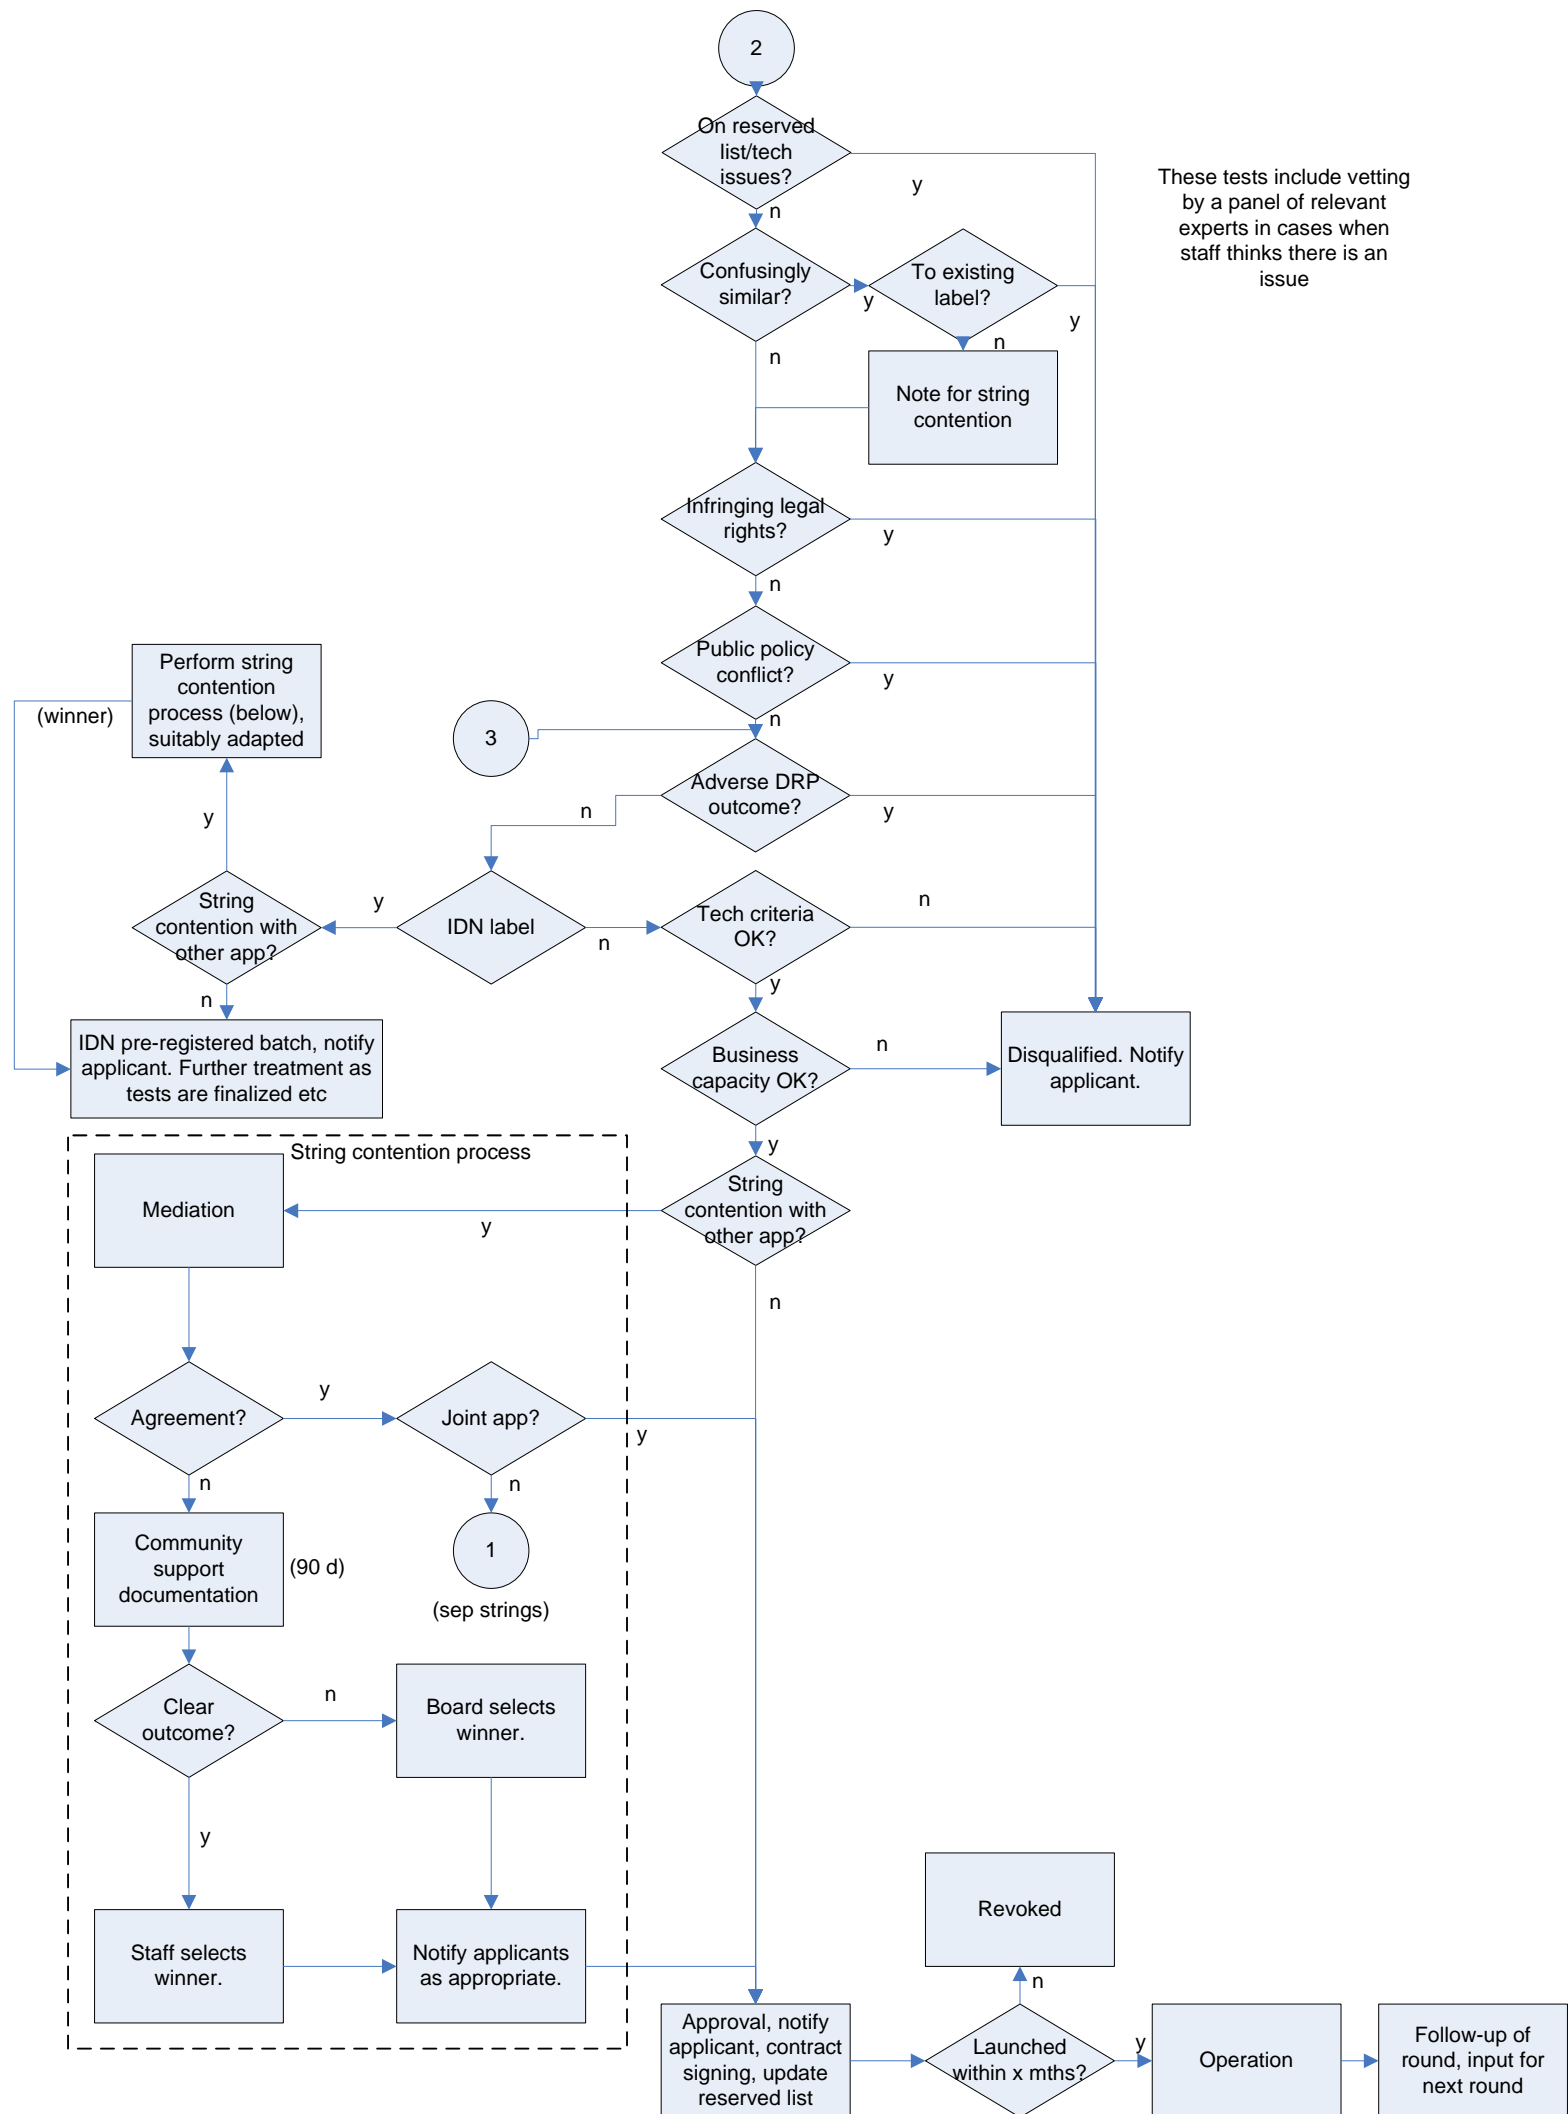 2
On reserved
list/tech
issues?
y
n
These tests include vetting
by a panel of relevant
experts in cases when
staff thinks there is an
issue
Confusingly
similar?
y
To existing
label?
y
n
n
Note for string
contention
Infringing legal
rights?
y
n
Public policy
conflict?
y
n
Perform string
contention
process (below),
suitably adapted
(winner)
3
Adverse DRP
outcome?
n
y
y
String
contention with
other app?
y
IDN label
n
Tech criteria
OK?
n
y
n
IDN pre-registered batch, notify
applicant. Further treatment as
tests are finalized etc
Business
capacity OK?
n
Disqualified. Notify
applicant.
y
String contention process
Mediation
y
String
contention with
other app?
n
Agreement?
y
Joint app?
y
n
n
Community
support
documentation
(90 d)
1
(sep strings)
Clear
outcome?
n
Board selects
winner.
y
Staff selects
winner.
Notify applicants
as appropriate.
Revoked
n
Approval, notify
applicant, contract
signing, update
reserved list
Launched
within x mths?
y
Operation
Follow-up of
round, input for
next round